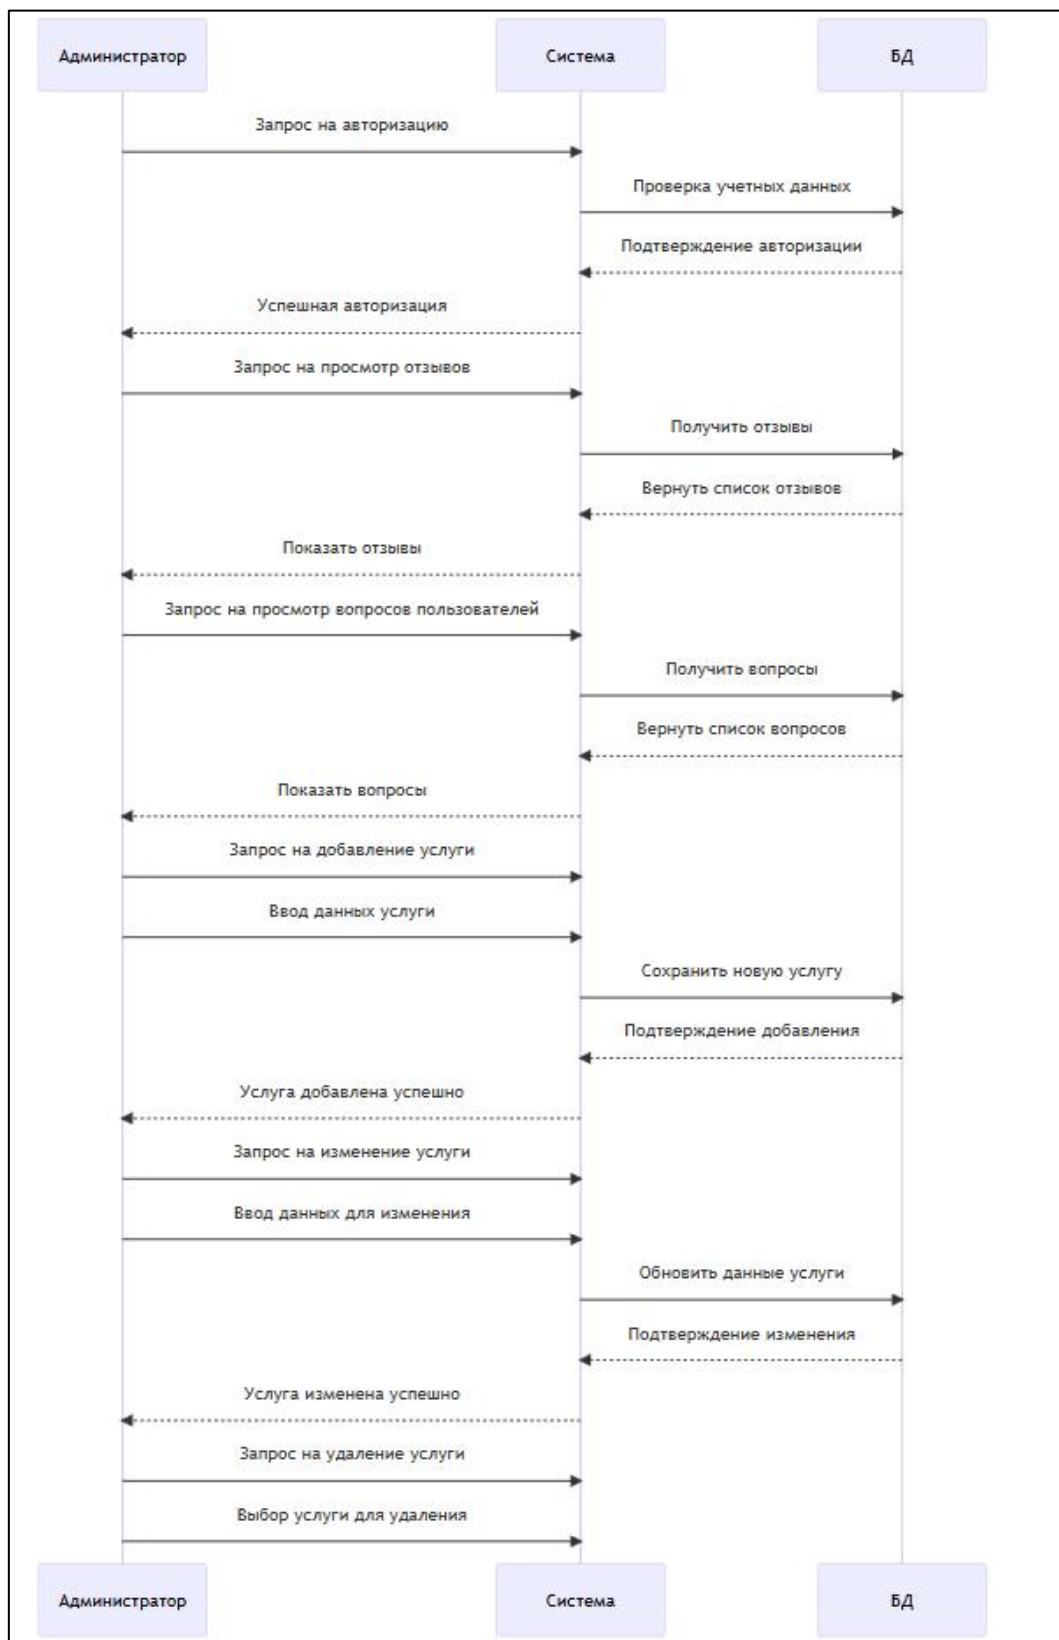 Администратор
Система
БД
Запрос на авторизацию
Проверка учетных данных
Подтверждение авторизации
Успешная авторизация
Запрос на просмотр отзывов
Получить отзывы
Вернуть список отзывов
Показать отзывы
Запрос на просмотр вопросов пользователей
Получить вопросы
Вернуть список вопросов
Показать вопросы
Запрос на добавление услуги
Ввод данных услуги
Сохранить новую услугу
Подтверждение добавления
Услуга добавлена успешно
Запрос на изменение услуги
Ввод данных для изменения
Обновить данные услуги
Подтверждение изменения
Услуга изменена успешно
Запрос на удаление услуги
Выбор услуги для удаления
Администратор
Система
БД